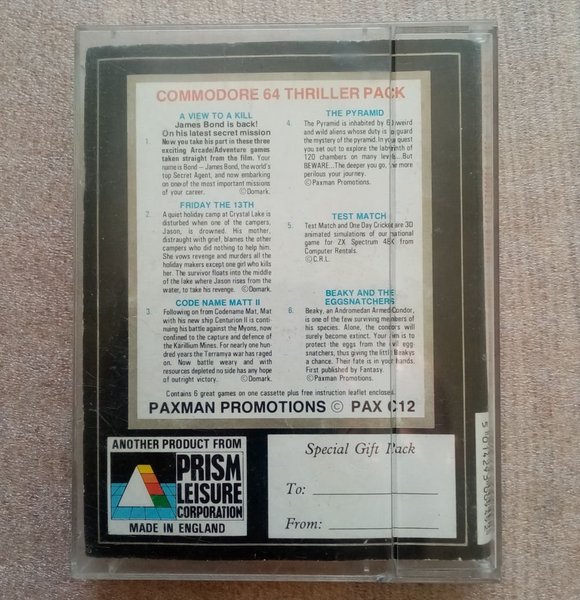 COMMODORE 64 THRILLER PACK
A VIEW TO A KILL
James Bond is back!
On his latest secret mission
1. Now you take his part in these three
exciting Arcade/Adventure games
taken straight from the film. Your
name is Bond – James Bond, the world's
top Secret Agent, and now embarking
on one of the most important missions
of your career. ©Domark.
FRIDAY THE 13TH
2. A quiet holiday camp at Crystal Lake is
disturbed when one of the campers,
Jason, is drowned. His mother,
distraught with grief, blames the other
campers who did nothing to help him.
She vows revenge and murders all the
holiday makers except one girl who kills
her. The survivor floats into the middle
of the lake where Jason rises from the
water, to take his revenge. ©Domark.
CODE NAME MATT II
3. Following on from Codename Mat, Mat
with his new ship Centurion II is conti
nuing his battle against the Myons, now
confined to the capture and defence of
the Karillium Mines. For nearly one hun
dred years the Terramya war has raged
on. Now battle weary and with
resources depleted no side has any hope
of outright victory. ©Domark.
THE PYRAMID
4. The Pyramid is inhabited by 60 weird
and wild aliens whose duty is to guard
the mystery of the pyramid. In your quest
you set out to explore the labyrinth of
120 chambers on many levels...But
BEWARE...The deeper you go, the more
perilous your journey.
©Paxman Promotions.
TEST MATCH
5. Test Match and One Day Cricket are 3D
animated simulations of our national
game for ZX Spectrum 48K from
Computer Rentals.
©C.R.L.
BEAKY AND THE
EGGSNATCHERS
6. Beaky, an Andromedan Armed Condor,
is one of the few surviving members of
his species. Alone, the condors will
surely become extinct. Your aim is to
protect the eggs from the evil egg
snatchers, thus giving the little Beakys
a chance. Their fate is in your hands.
First published by Fantasy.
©Paxman Promotions.
Contains 6 great games on one cassette plus free instruction leaflet enclosed.
PAXMAN PROMOTIONS © PAX C12
ANOTHER PRODUCT FROM
PRISM
LEISURE
CORPORATION
MADE IN ENGLAND
Special Gift Pack
To:
From: